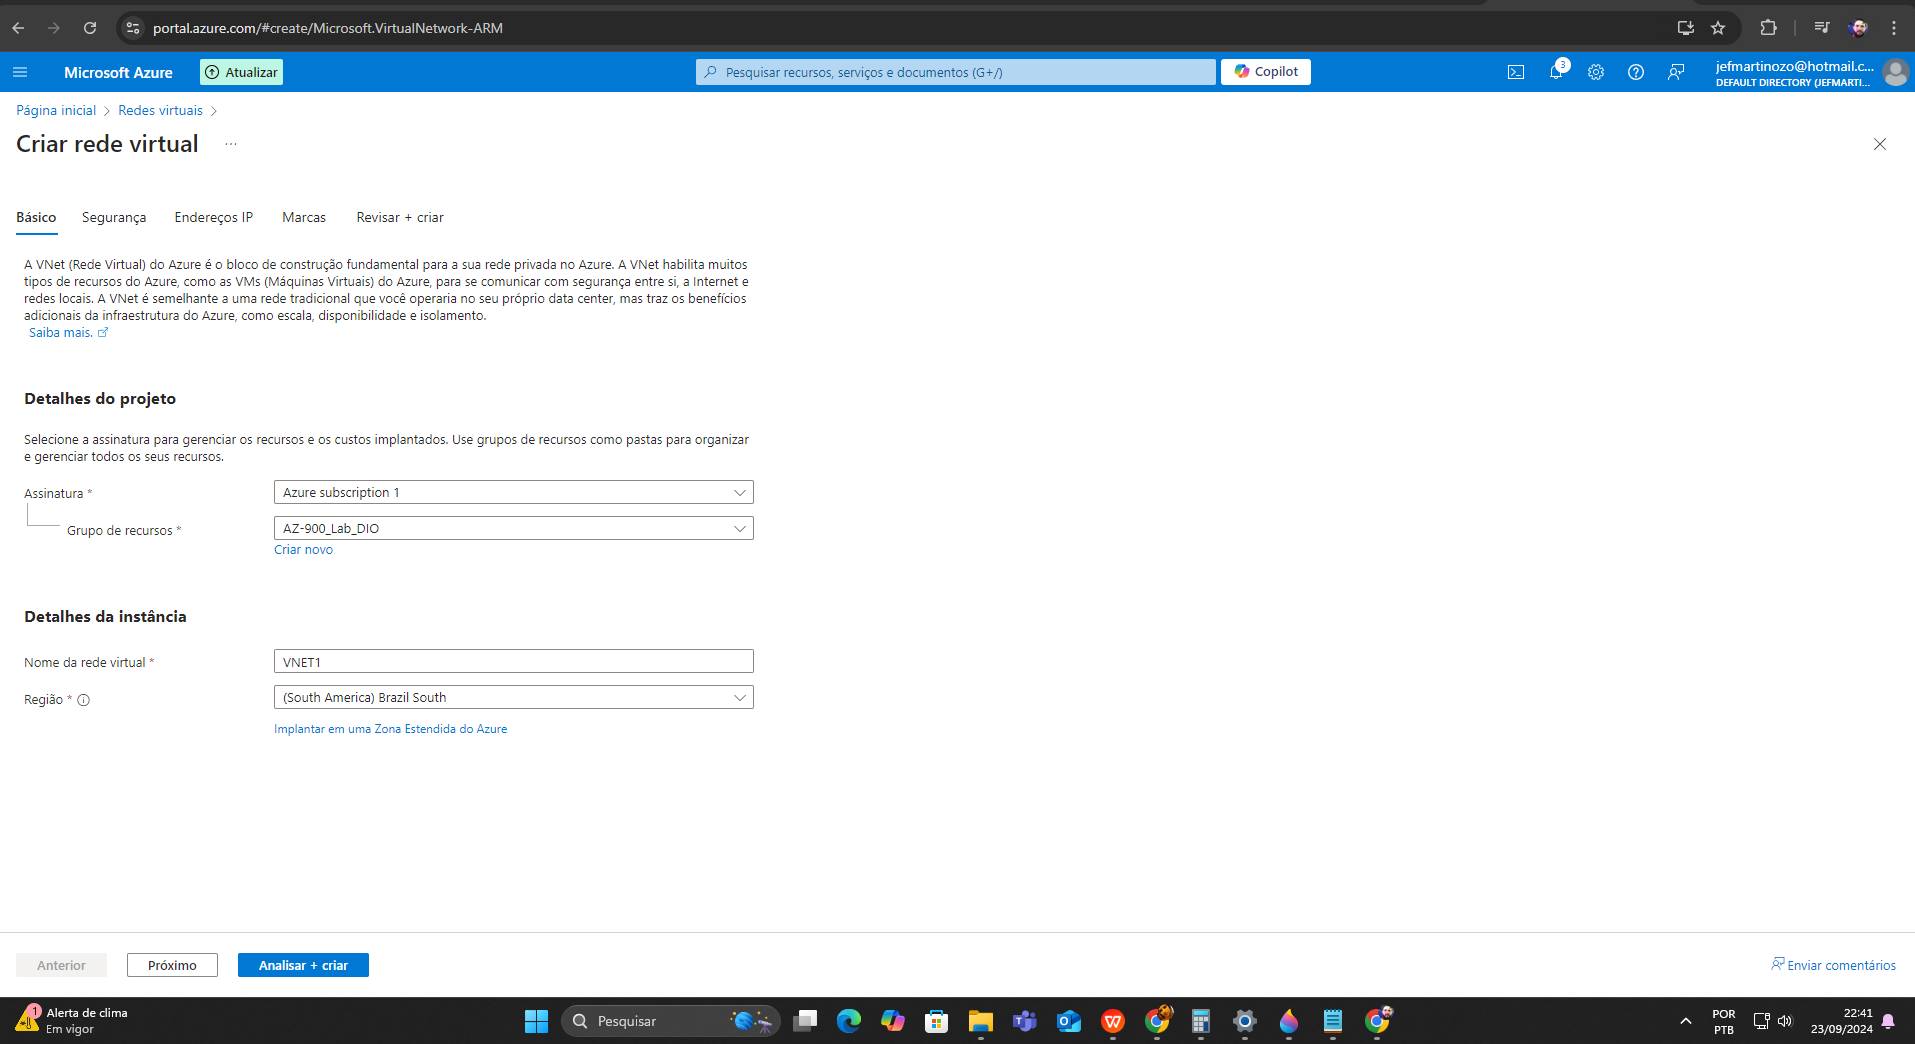 portal.azure.com/#create/Microsoft.VirtualNetwork-ARM
Microsoft Azure
Atualizar
Pesquisar recursos, serviços e documentos (G+/)
Copilot
3
jefmartinozo@hotmail.c...
DEFAULT DIRECTORY (JEFMARTI...
Página inicial
Redes virtuais
Criar rede virtual
...
Básico
Segurança
Endereços IP
Marcas
Revisar + criar
A VNet (Rede Virtual) do Azure é o bloco de construção fundamental para a sua rede privada no Azure. A VNet habilita muitos
tipos de recursos do Azure, como as VMs (Máquinas Virtuais) do Azure, para se comunicar com segurança entre si, a Internet e
redes locais. A VNet é semelhante a uma rede tradicional que você operaria no seu próprio data center, mas traz os benefícios
adicionais da infraestrutura do Azure, como escala, disponibilidade e isolamento.
Saiba mais.
Detalhes do projeto
Selecione a assinatura para gerenciar os recursos e os custos implantados. Use grupos de recursos como pastas para organizar
e gerenciar todos os seus recursos.
Assinatura *
Azure subscription 1
Grupo de recursos *
AZ-900_Lab_DIO
Criar novo
Detalhes da instância
Nome da rede virtual *
VNET1
Região *
(South America) Brazil South
Implantar em uma Zona Estendida do Azure
Anterior
Próximo
Analisar + criar
Enviar comentários
1
Alerta de clima
Em vigor
Pesquisar
POR
PTB
22:41
23/09/2024